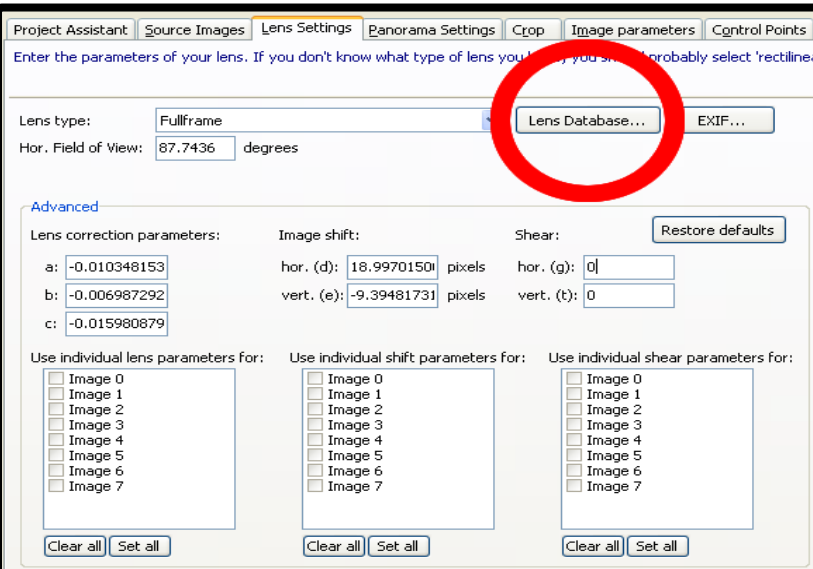 Project Assistant Source Images Lens Settings Panorama Settings Crop Image parameters Control Points
Enter the parameters of your lens. If you don't know what type of lens you probably select 'rectiline
Lens type: Fullframe Lens Database... EXIF...
Hor. Field of View: 87.7436 degrees
Advanced
Lens correction parameters: Image shift: Shear: Restore defaults
a: -0.010348153 hor. (d): 18.9970150 pixels hor. (g): 0
b: -0.006987292 vert. (e): -9.39481731 pixels vert. (t): 0
c: -0.015980879
Use individual lens parameters for: Use individual shift parameters for: Use individual shear parameters for:
Image 0 Image 0 Image 0
Image 1 Image 1 Image 1
Image 2 Image 2 Image 2
Image 3 Image 3 Image 3
Image 4 Image 4 Image 4
Image 5 Image 5 Image 5
Image 6 Image 6 Image 6
Image 7 Image 7 Image 7
Clear all Set all Clear all Set all Clear all Set all